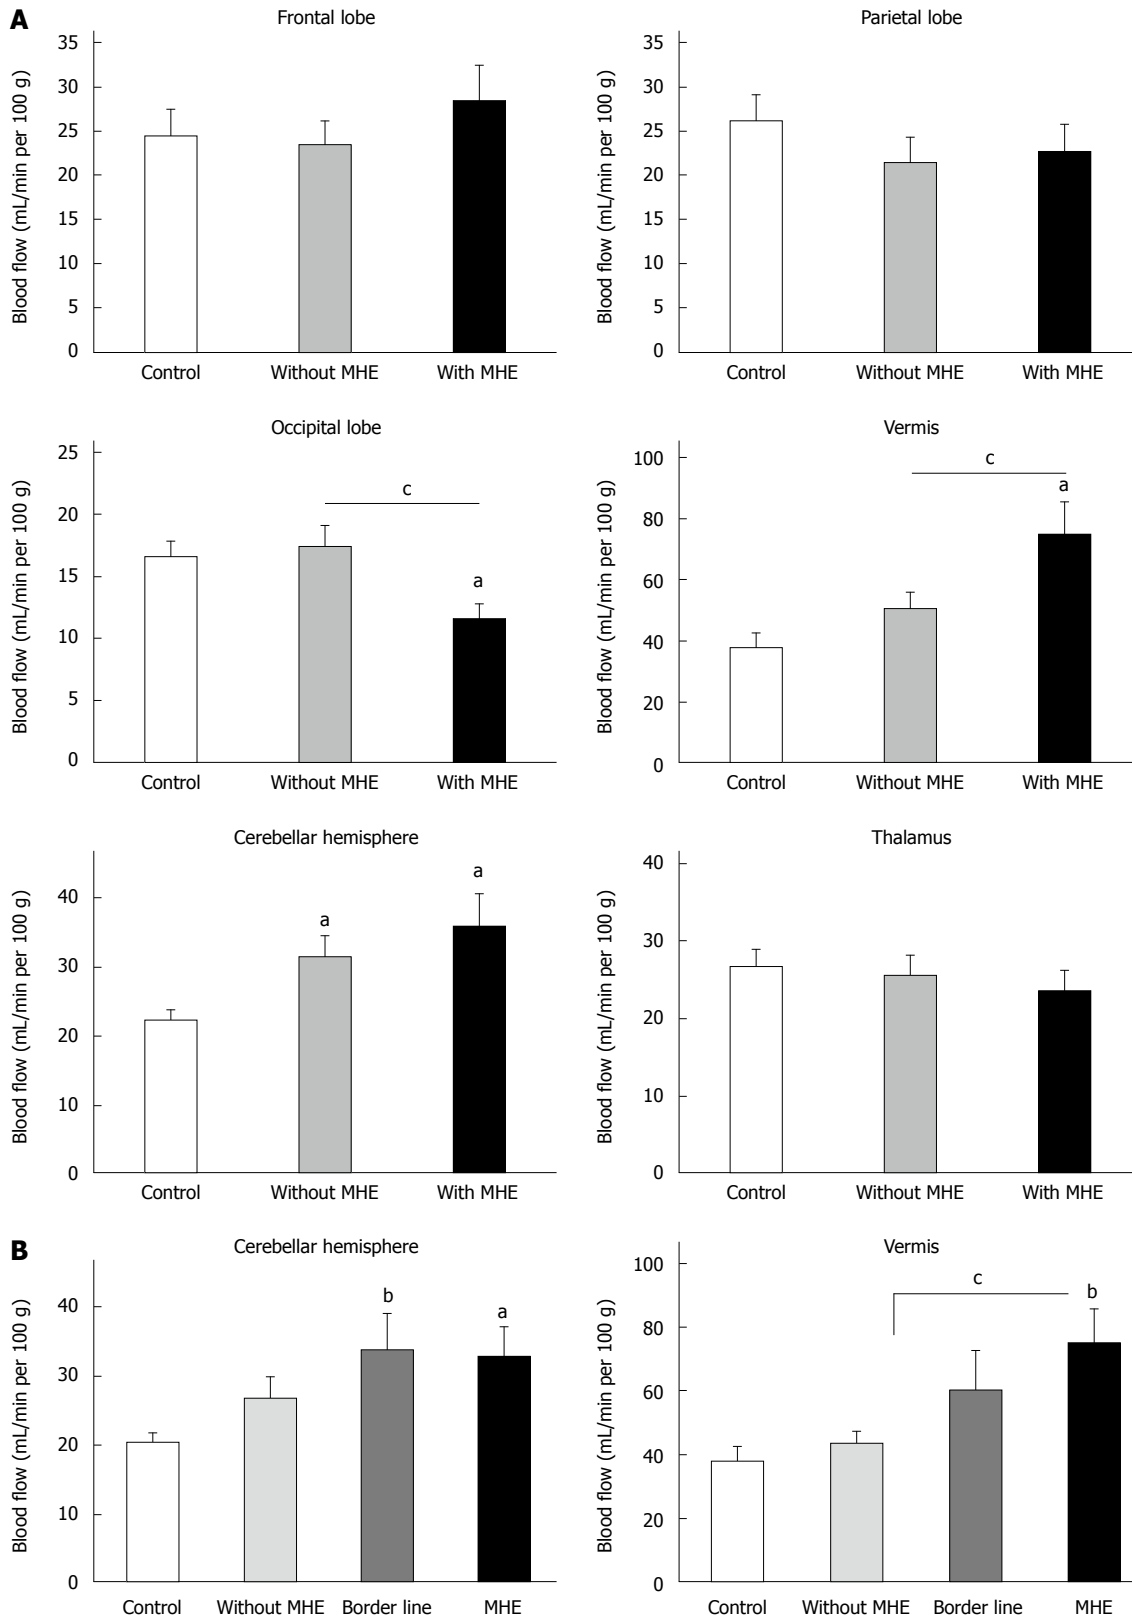 A
Frontal lobe
Blood flow (mL/min per 100 g)
35
30
25
20
15
10
5
0
Control Without MHE With MHE
Parietal lobe
Blood flow (mL/min per 100 g)
35
30
25
20
15
10
5
0
Control Without MHE With MHE
Occipital lobe
Blood flow (mL/min per 100 g)
25
20
15
10
5
0
c
a
Control Without MHE With MHE
Vermis
Blood flow (mL/min per 100 g)
100
80
60
40
20
0
c
a
Control Without MHE With MHE
Cerebellar hemisphere
Blood flow (mL/min per 100 g)
40
30
20
10
0
a
a
Control Without MHE With MHE
Thalamus
Blood flow (mL/min per 100 g)
40
30
20
10
0
Control Without MHE With MHE
B
Cerebellar hemisphere
Blood flow (mL/min per 100 g)
40
30
20
10
0
b
a
Control Without MHE Border line MHE
Vermis
Blood flow (mL/min per 100 g)
100
80
60
40
20
0
c
b
Control Without MHE Border line MHE